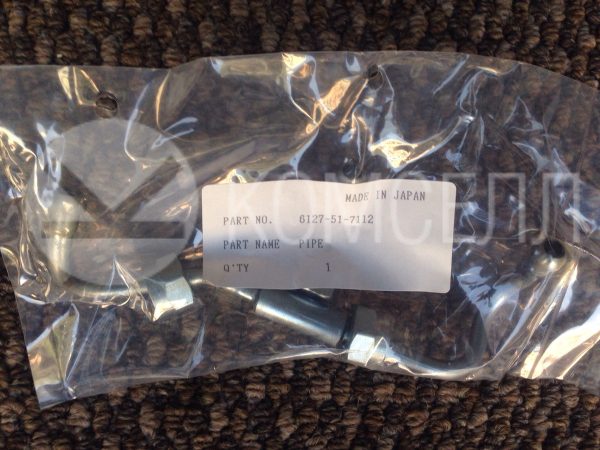 MADE IN JAPAN
PART NO. 6127-51-7112
PART NAME PIPE
Q'TY 1
КОМСЕЛЛ